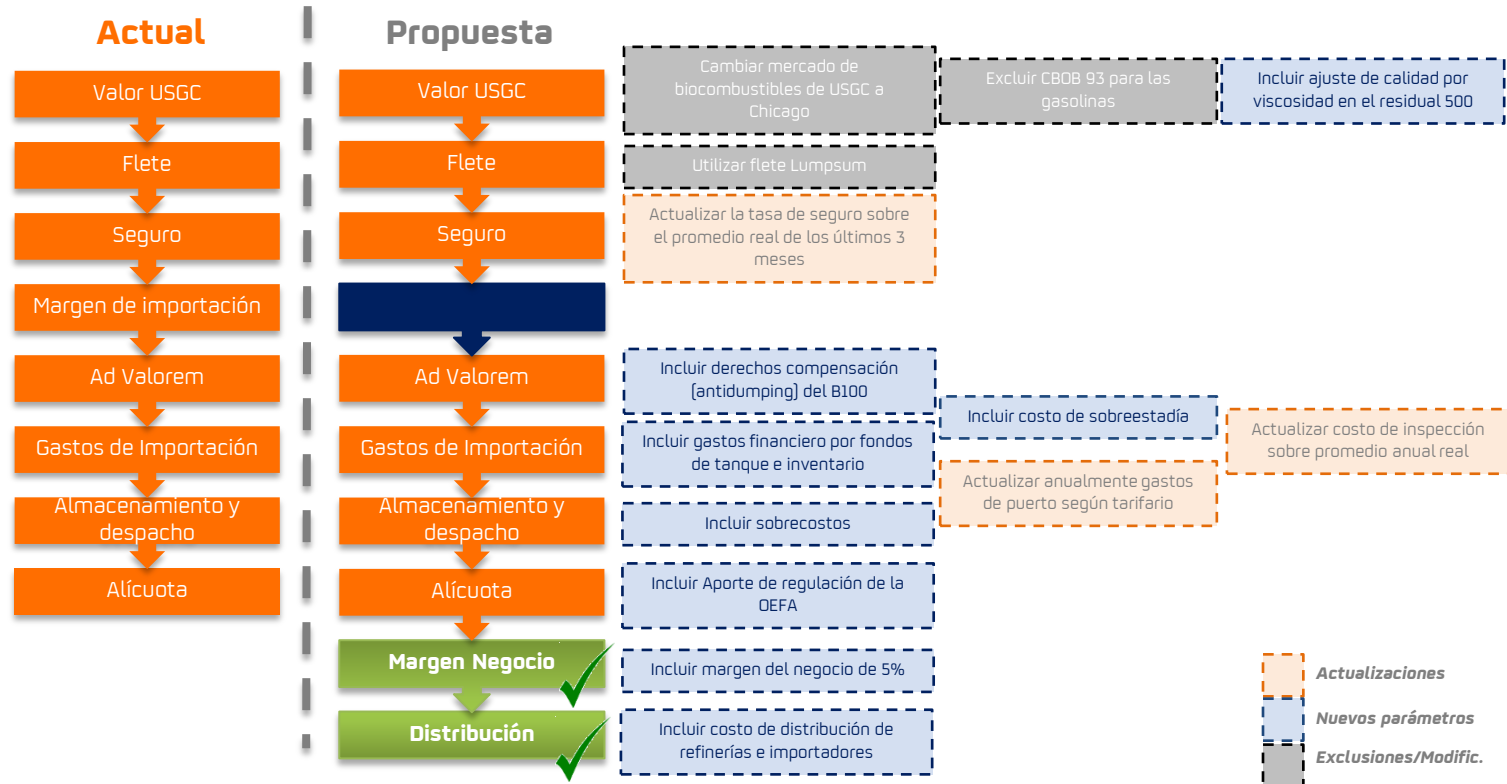 Actual
Propuesta
Valor USGC
Flete
Seguro
Margen de importación
Ad Valorem
Gastos de Importación
Almacenamiento y
despacho
Alícuota
Valor USGC
Flete
Seguro
Ad Valorem
Gastos de Importación
Almacenamiento y
despacho
Alícuota
Margen Negocio
Distribución
Cambiar mercado de
biocombustibles de USGC a
Chicago
Excluir CBOB 93 para las
gasolinas
Incluir ajuste de calidad por
viscosidad en el residual 500
Utilizar flete Lumpsum
Actualizar la tasa de seguro sobre
el promedio real de los últimos 3
meses
Incluir derechos compensación
(antidumping) del B100
Incluir gastos financiero por fondos
de tanque e inventario
Incluir costo de sobreestadía
Actualizar anualmente gastos
de puerto según tarifario
Actualizar costo de inspección
sobre promedio anual real
Incluir sobrecostos
Incluir Aporte de regulación de la
OEFA
Incluir margen del negocio de 5%
Incluir costo de distribución de
refinerías e importadores
Actualizaciones
Nuevos parámetros
Exclusiones/Modific.